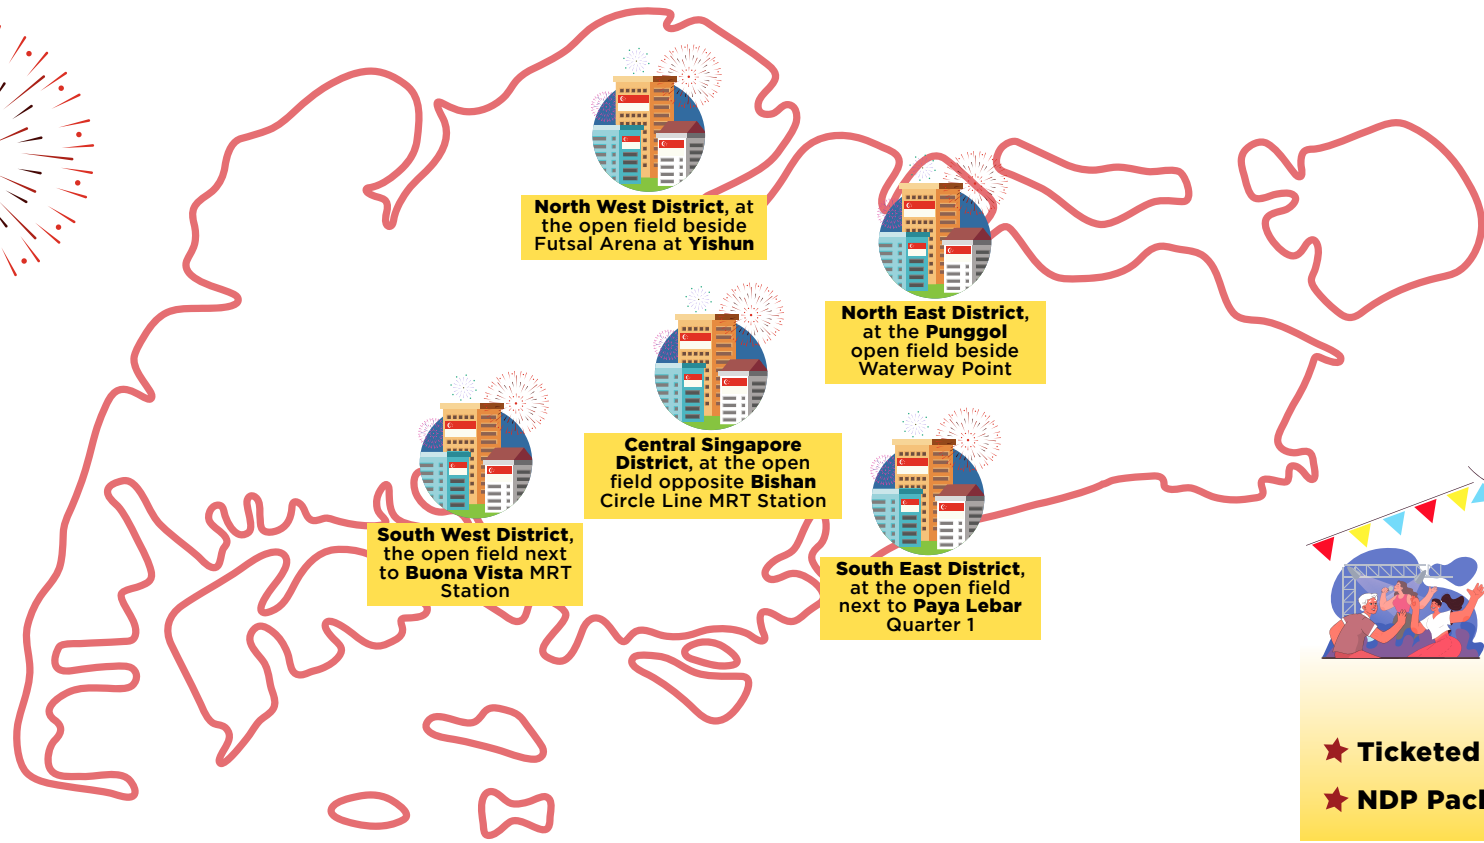 North West District, at
the open field beside
Futsal Arena at Yishun
North East District,
at the Punggol
open field beside
Waterway Point
Central Singapore
District, at the open
field opposite Bishan
Circle Line MRT Station
South West District,
the open field next
to Buona Vista MRT
Station
South East District,
at the open field
next to Paya Lebar
Quarter 1
Ticketed
NDP Pac